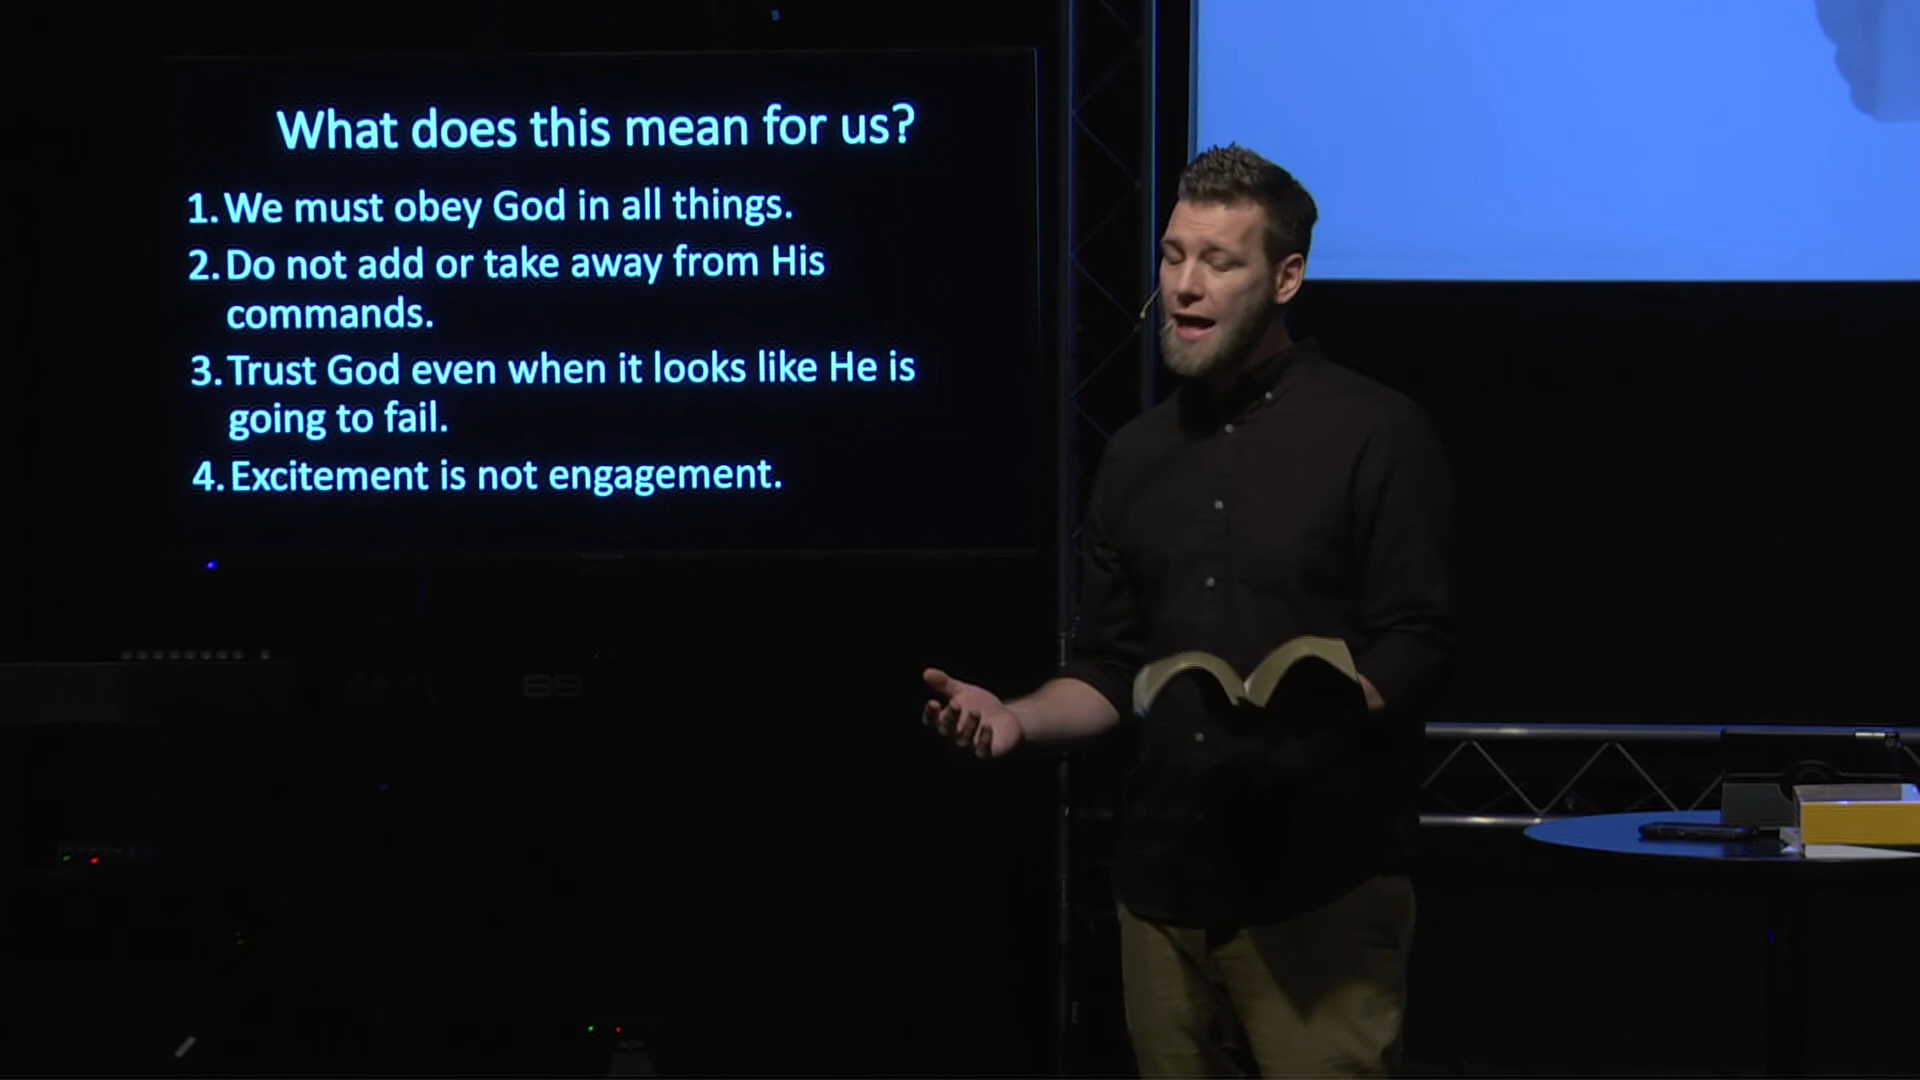 What does this mean for us?
1. We must obey God in all things.
2. Do not add or take away from His
commands.
3. Trust God even when it looks like He is
going to fail.
4. Excitement is not engagement.